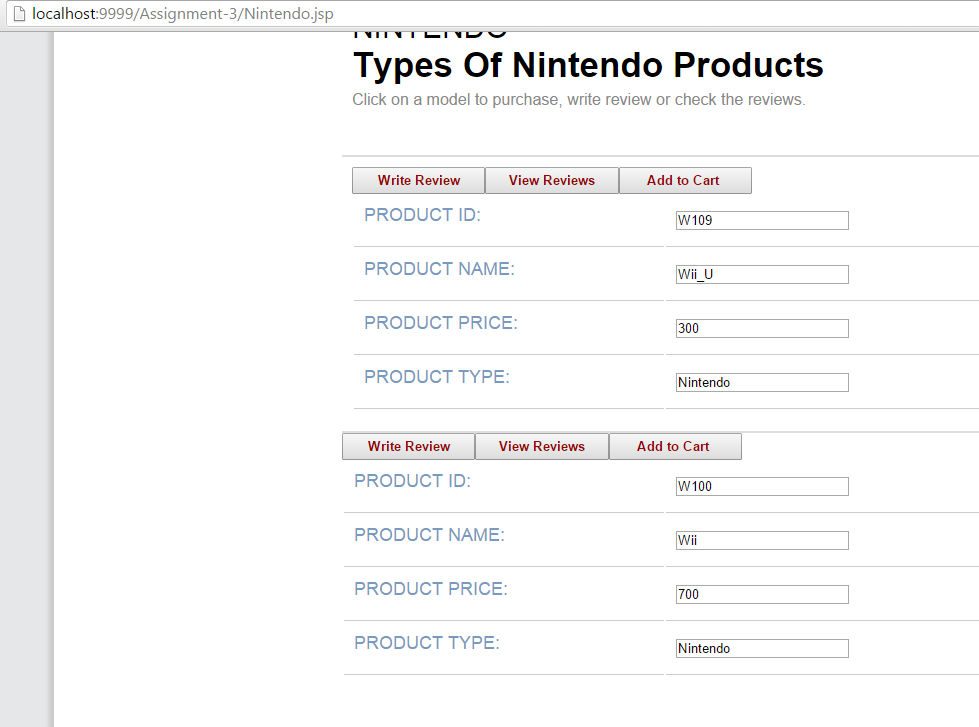 localhost:9999/Assignment-3/Nintendo.jsp
NINTENDO
Types Of Nintendo Products
Click on a model to purchase, write review or check the reviews.
Write Review View Reviews Add to Cart
PRODUCT ID: W109
PRODUCT NAME: Wii_U
PRODUCT PRICE: 300
PRODUCT TYPE: Nintendo
Write Review View Reviews Add to Cart
PRODUCT ID: W100
PRODUCT NAME: Wii
PRODUCT PRICE: 700
PRODUCT TYPE: Nintendo